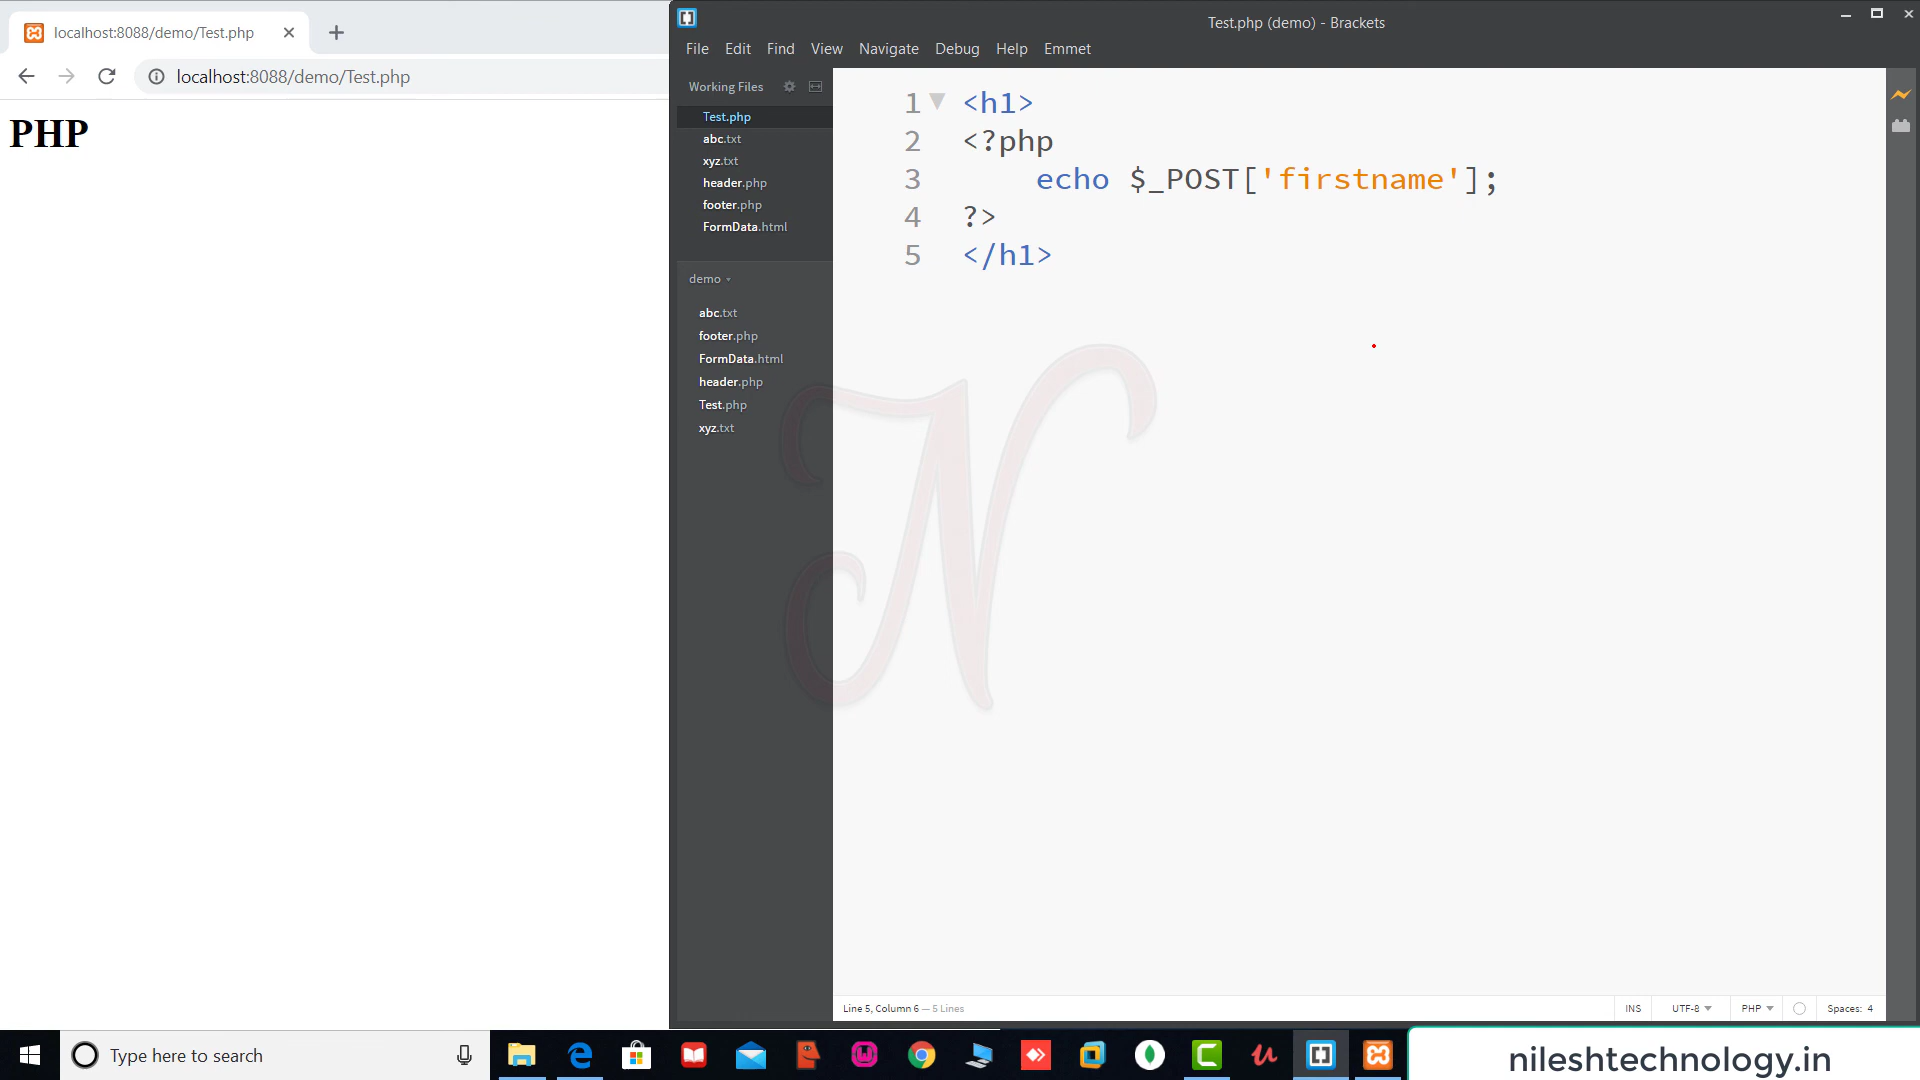 localhost:8088/demo/Test.php
localhost:8088/demo/Test.php
PHP
Test.php (demo) - Brackets
File Edit Find View Navigate Debug Help Emmet
Working Files
Test.php
abc.txt
xyz.txt
header.php
footer.php
FormData.html
demo
abc.txt
footer.php
FormData.html
header.php
Test.php
xyz.txt
1 <h1>
2 <?php
3 echo $_POST['firstname'];
4 ?>
5 </h1>
N
Line 5, Column 6 — 5 Lines
INS UTF-8 PHP Spaces: 4
Type here to search
nileshtechnology.in